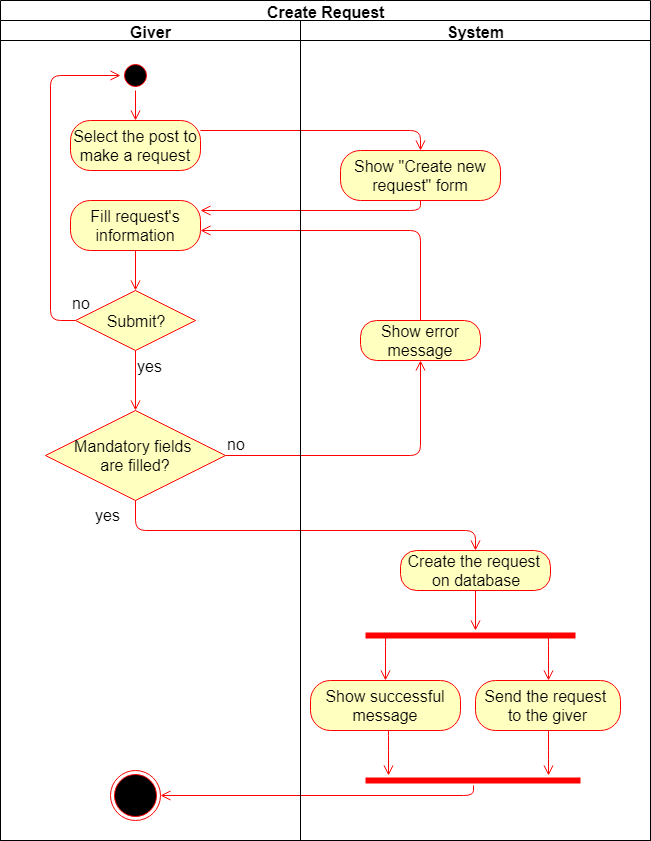 Create Request
Giver
System
Select the post to
make a request
Show "Create new
request" form
Fill request's
information
no
Submit?
Show error
message
yes
Mandatory fields
are filled?
no
yes
Create the request
on database
Show successful
message
Send the request
to the giver